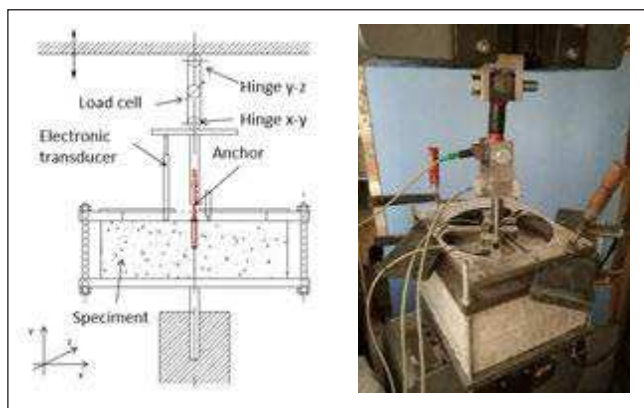 Hinge y-z
Load cell
Hinge x-y
Electronic
transducer
Anchor
Speciment
Y
Z
X